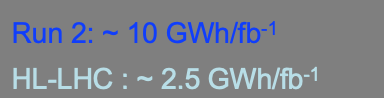 Run 2: ~ 10 GWh/fb⁻¹
HL-LHC : ~ 2.5 GWh/fb⁻¹